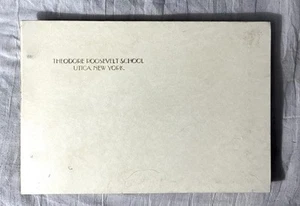 THEODORE ROOSEVELT SCHOOL
UTICA, NEW YORK